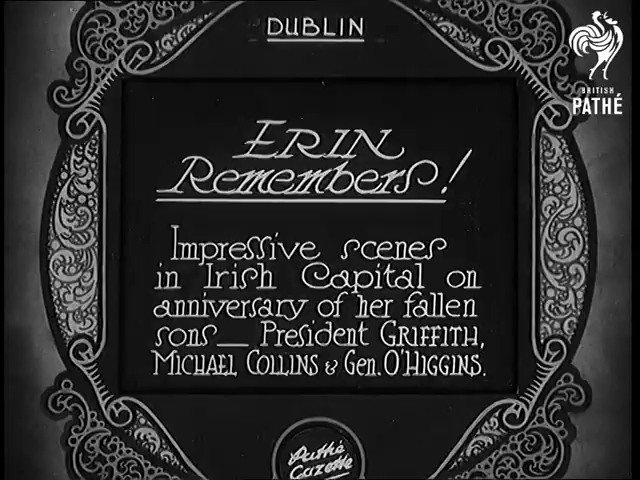 DUBLIN
BRITISH
PATHÉ
ERIN
Remembers!
Impressive scenes
in Irish Capital on
anniversary of her fallen
sons — President GRIFFITH,
MICHAEL COLLINS & GEN. O'HIGGINS.
Pathé
Gazette